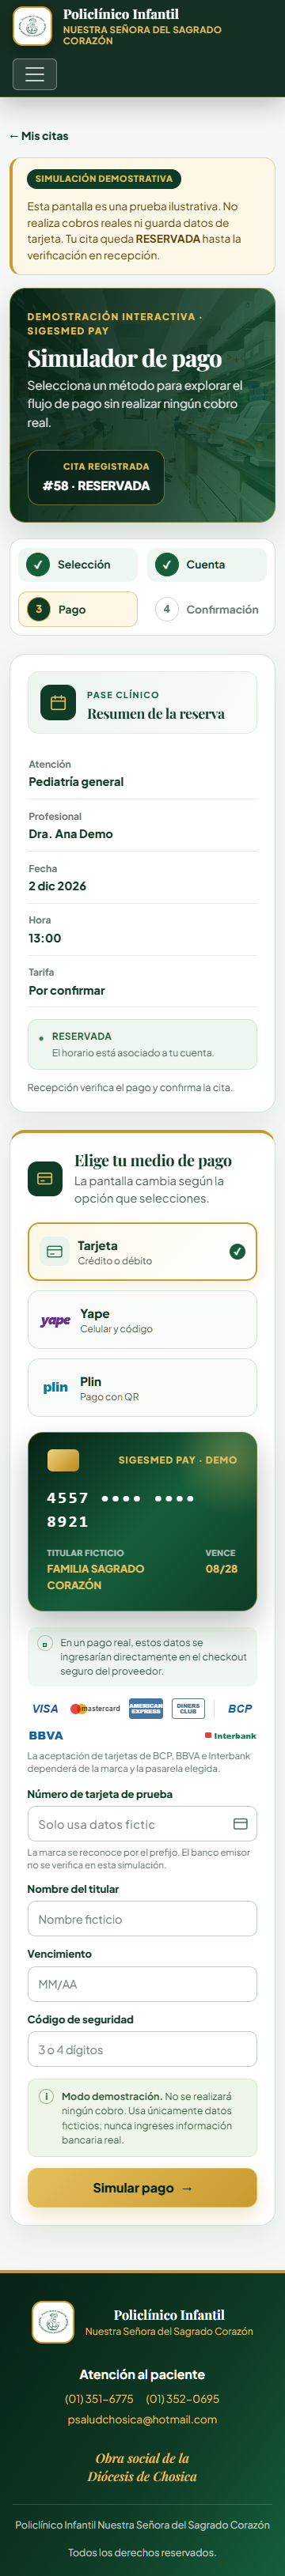 Policlínico Infantil
NUESTRA SEÑORA DEL SAGRADO
CORAZÓN
← Mis citas
SIMULACIÓN DEMOSTRATIVA
Esta pantalla es una prueba ilustrativa. No
realiza cobros reales ni guarda datos de
tarjeta. Tu cita queda RESERVADA hasta la
verificación en recepción.
DEMOSTRACIÓN INTERACTIVA ·
SIGESMED PAY
Simulador de pago
Selecciona un método para explorar el
flujo de pago sin realizar ningún cobro
real.
CITA REGISTRADA
#58 · RESERVADA
✓ Selección
✓ Cuenta
3 Pago
4 Confirmación
PASE CLÍNICO
Resumen de la reserva
Atención
Pediatría general
Profesional
Dra. Ana Demo
Fecha
2 dic 2026
Hora
13:00
Tarifa
Por confirmar
RESERVADA
El horario está asociado a tu cuenta.
Recepción verifica el pago y confirma la cita.
Elige tu medio de pago
La pantalla cambia según la
opción que selecciones.
Tarjeta
Crédito o débito
yape Yape
Celular y código
plin Plin
Pago con QR
SIGESMED PAY · DEMO
4557 •••• ••••
8921
TITULAR FICTICIO
FAMILIA SAGRADO
CORAZÓN
VENCE
08/28
En un pago real, estos datos se
ingresarían directamente en el checkout
seguro del proveedor.
VISA mastercard AMERICAN EXPRESS DINERS CLUB BCP
BBVA Interbank
La aceptación de tarjetas de BCP, BBVA e Interbank
dependerá de la marca y la pasarela elegida.
Número de tarjeta de prueba
Solo usa datos fictic
La marca se reconoce por el prefijo. El banco emisor
no se verifica en esta simulación.
Nombre del titular
Nombre ficticio
Vencimiento
MM/AA
Código de seguridad
3 o 4 dígitos
i Modo demostración. No se realizará
ningún cobro. Usa únicamente datos
ficticios; nunca ingreses información
bancaria real.
Simular pago →
Policlínico Infantil
Nuestra Señora del Sagrado Corazón
Atención al paciente
(01) 351-6775 (01) 352-0695
psaludchosica@hotmail.com
Obra social de la
Diócesis de Chosica
Policlínico Infantil Nuestra Señora del Sagrado Corazón
Todos los derechos reservados.